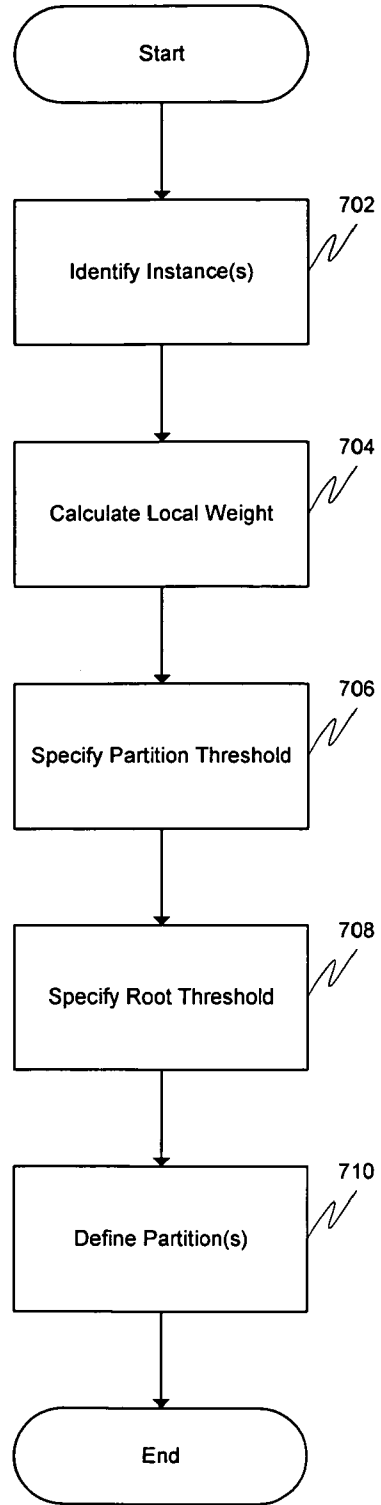 Start
702
Identify Instance(s)
704
Calculate Local Weight
706
Specify Partition Threshold
708
Specify Root Threshold
710
Define Partition(s)
End